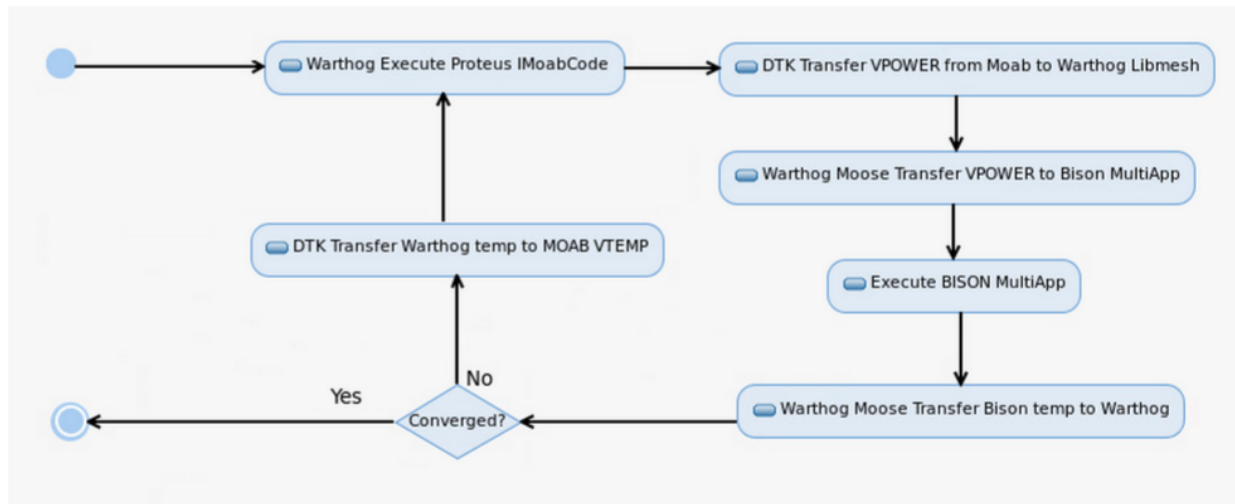 Warthog Execute Proteus IMoabCode
DTK Transfer VPOWER from Moab to Warthog Libmesh
Warthog Moose Transfer VPOWER to Bison MultiApp
DTK Transfer Warthog temp to MOAB VTEMP
Execute BISON MultiApp
No
Yes
Warthog Moose Transfer Bison temp to Warthog
Converged?